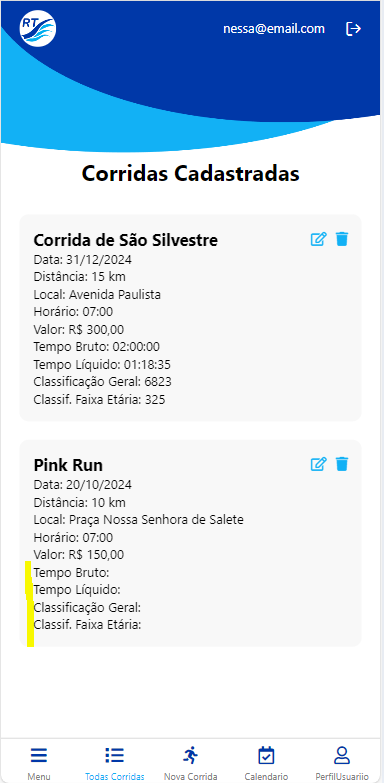 RT
nessa@email.com
Corridas Cadastradas
Corrida de São Silvestre
Data: 31/12/2024
Distância: 15 km
Local: Avenida Paulista
Horário: 07:00
Valor: R$ 300,00
Tempo Bruto: 02:00:00
Tempo Líquido: 01:18:35
Classificação Geral: 6823
Classif. Faixa Etária: 325
Pink Run
Data: 20/10/2024
Distância: 10 km
Local: Praça Nossa Senhora de Salete
Horário: 07:00
Valor: R$ 150,00
Tempo Bruto:
Tempo Líquido:
Classificação Geral:
Classif. Faixa Etária:
Menu Todas Corridas Nova Corrida Calendario PerfilUsuariio